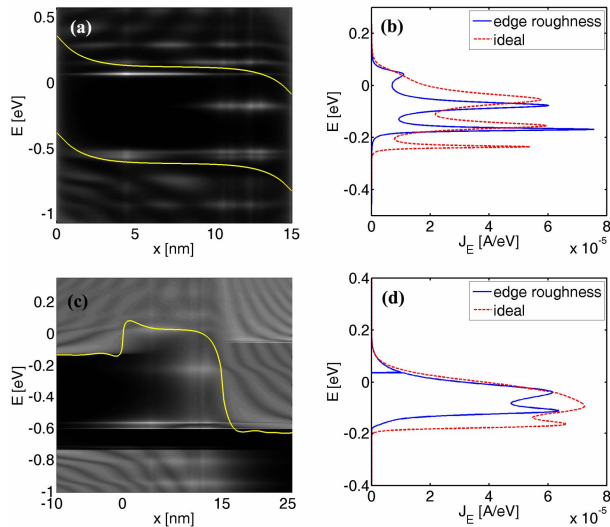 (a)
E [eV]
0.5
0
-0.5
-1
0
5
10
15
x [nm]
(b)
edge roughness
ideal
E [eV]
0.2
0
-0.2
-0.4
0
2
4
6
8
x 10⁻⁵
J_E [A/eV]
(c)
E [eV]
0.2
0
-0.2
-0.4
-0.6
-0.8
-1
-10
0
15
25
x [nm]
(d)
edge roughness
ideal
E [eV]
0.4
0.2
0
-0.2
-0.4
0
2
4
6
8
x 10⁻⁵
J_E [A/eV]